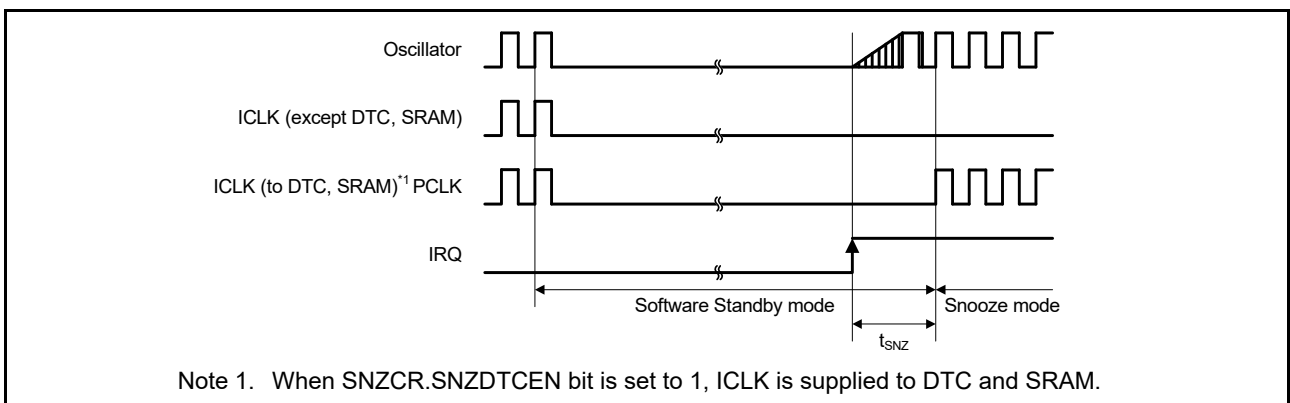 Oscillator
ICLK (except DTC, SRAM)
ICLK (to DTC, SRAM)*1 PCLK
IRQ
Software Standby mode
Snooze mode
tSNZ
Note 1. When SNZCR.SNZDTCEN bit is set to 1, ICLK is supplied to DTC and SRAM.